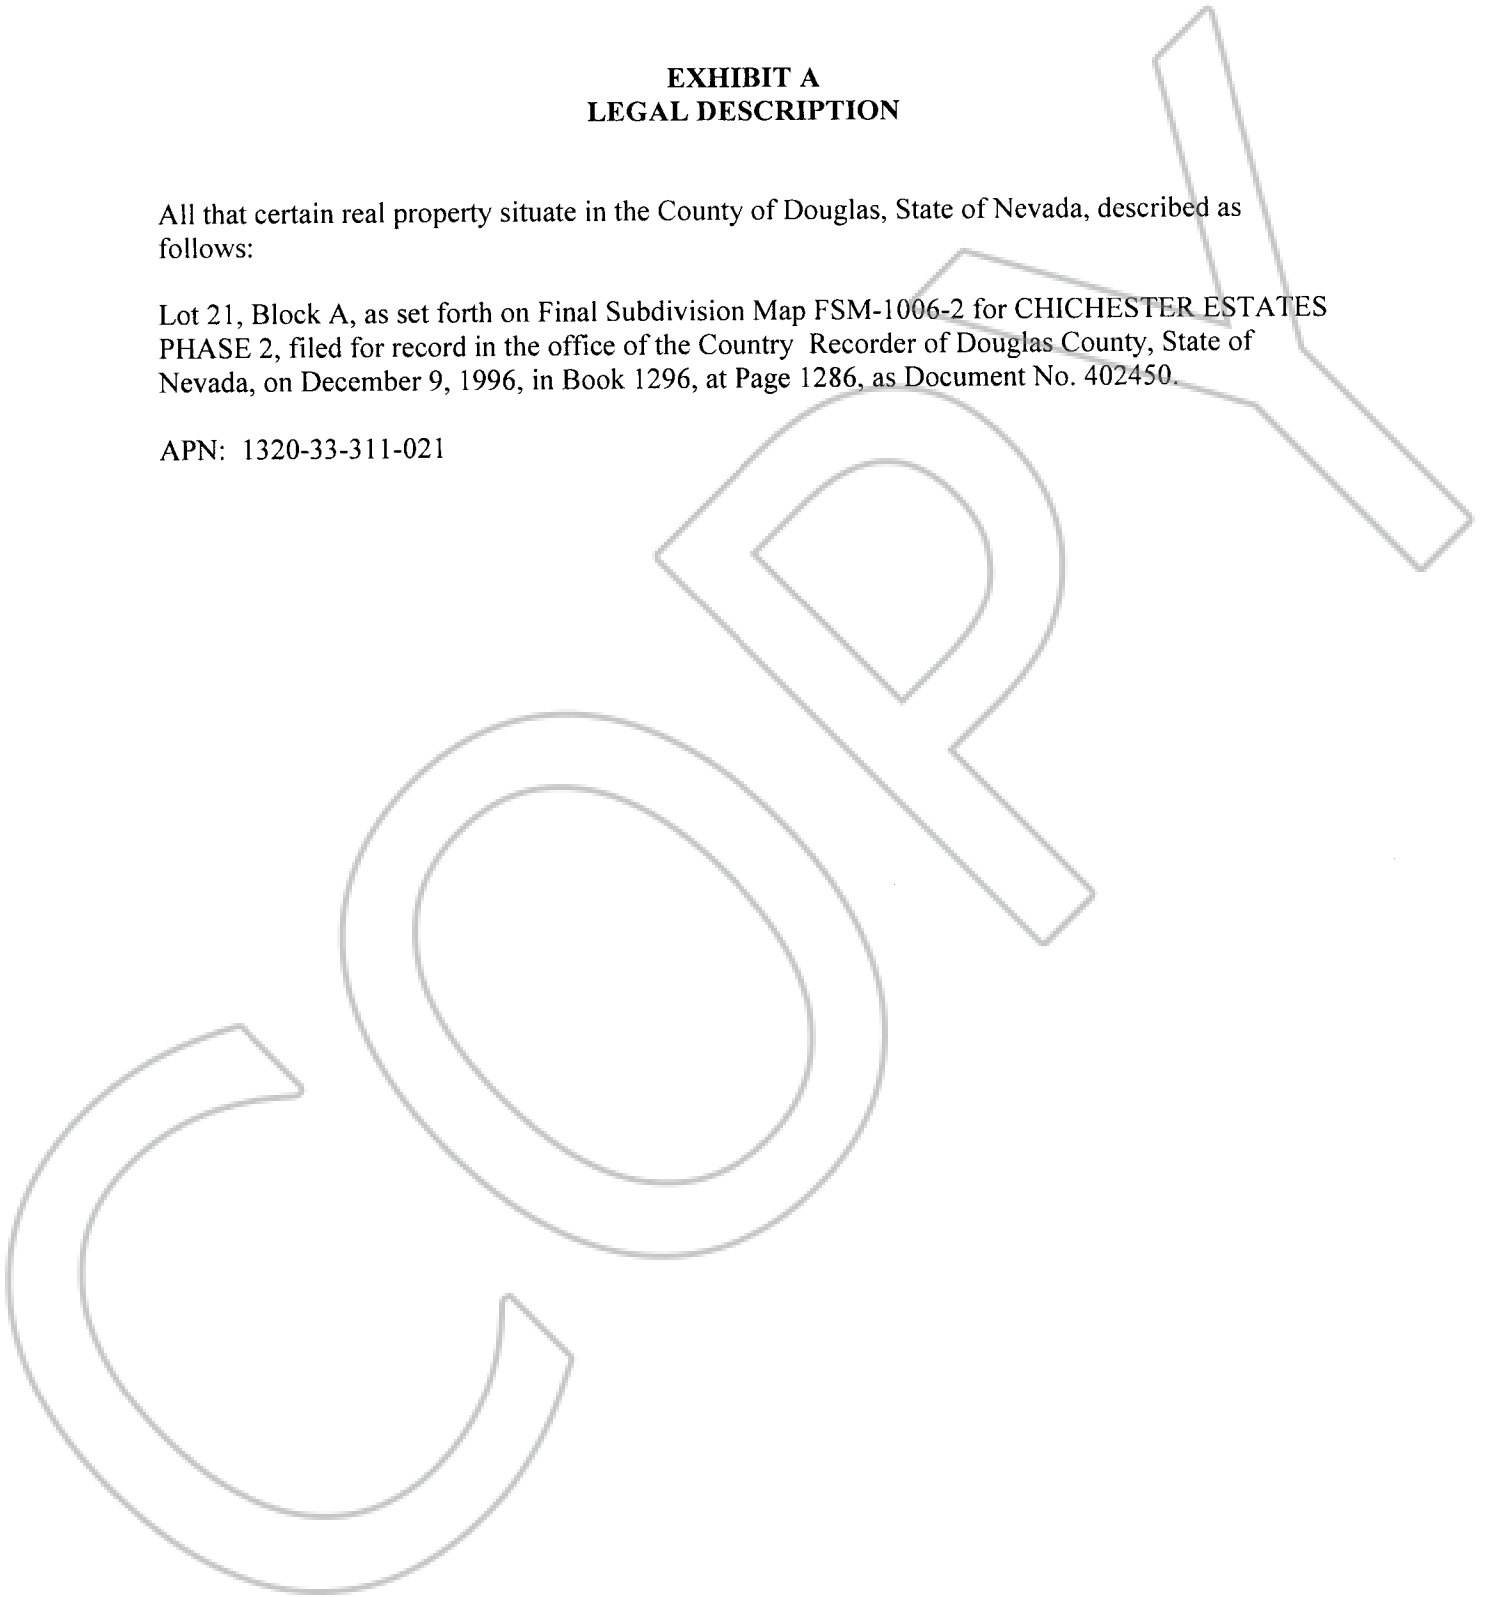 EXHIBIT A
LEGAL DESCRIPTION
All that certain real property situate in the County of Douglas, State of Nevada, described as
follows:
Lot 21, Block A, as set forth on Final Subdivision Map FSM-1006-2 for CHICHESTER ESTATES
PHASE 2, filed for record in the office of the Country  Recorder of Douglas County, State of
Nevada, on December 9, 1996, in Book 1296, at Page 1286, as Document No. 402450.
APN:  1320-33-311-021
COPY